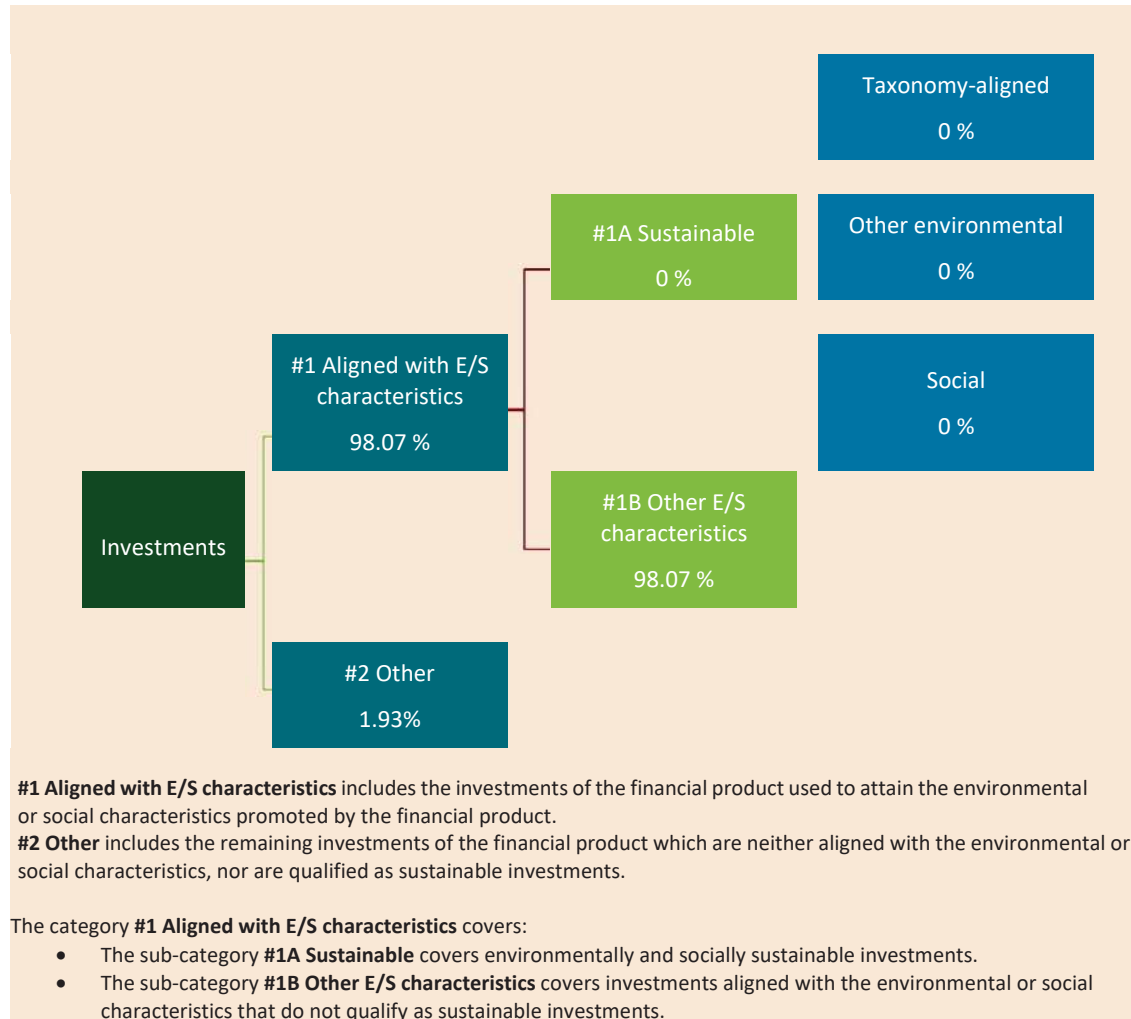 Taxonomy-aligned
0 %
#1A Sustainable
0 %
Other environmental
0 %
#1 Aligned with E/S
characteristics
98.07 %
Social
0 %
Investments
#1B Other E/S
characteristics
98.07 %
#2 Other
1.93%
#1 Aligned with E/S characteristics includes the investments of the financial product used to attain the environmental
or social characteristics promoted by the financial product.
#2 Other includes the remaining investments of the financial product which are neither aligned with the environmental or
social characteristics, nor are qualified as sustainable investments.
The category #1 Aligned with E/S characteristics covers:
• The sub-category #1A Sustainable covers environmentally and socially sustainable investments.
• The sub-category #1B Other E/S characteristics covers investments aligned with the environmental or social
characteristics that do not qualify as sustainable investments.